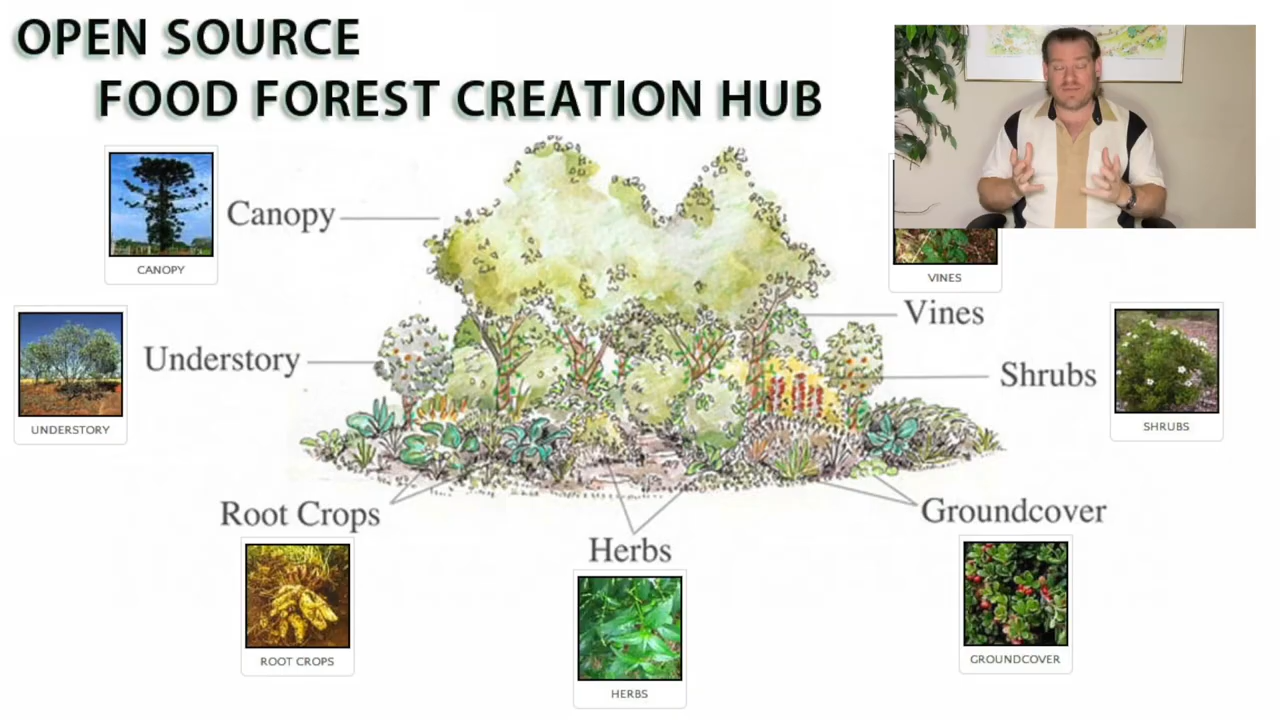 OPEN SOURCE
FOOD FOREST CREATION HUB
Canopy
CANOPY
VINES
Vines
Understory
UNDERSTORY
Shrubs
SHRUBS
Root Crops
ROOT CROPS
Herbs
HERBS
Groundcover
GROUNDCOVER